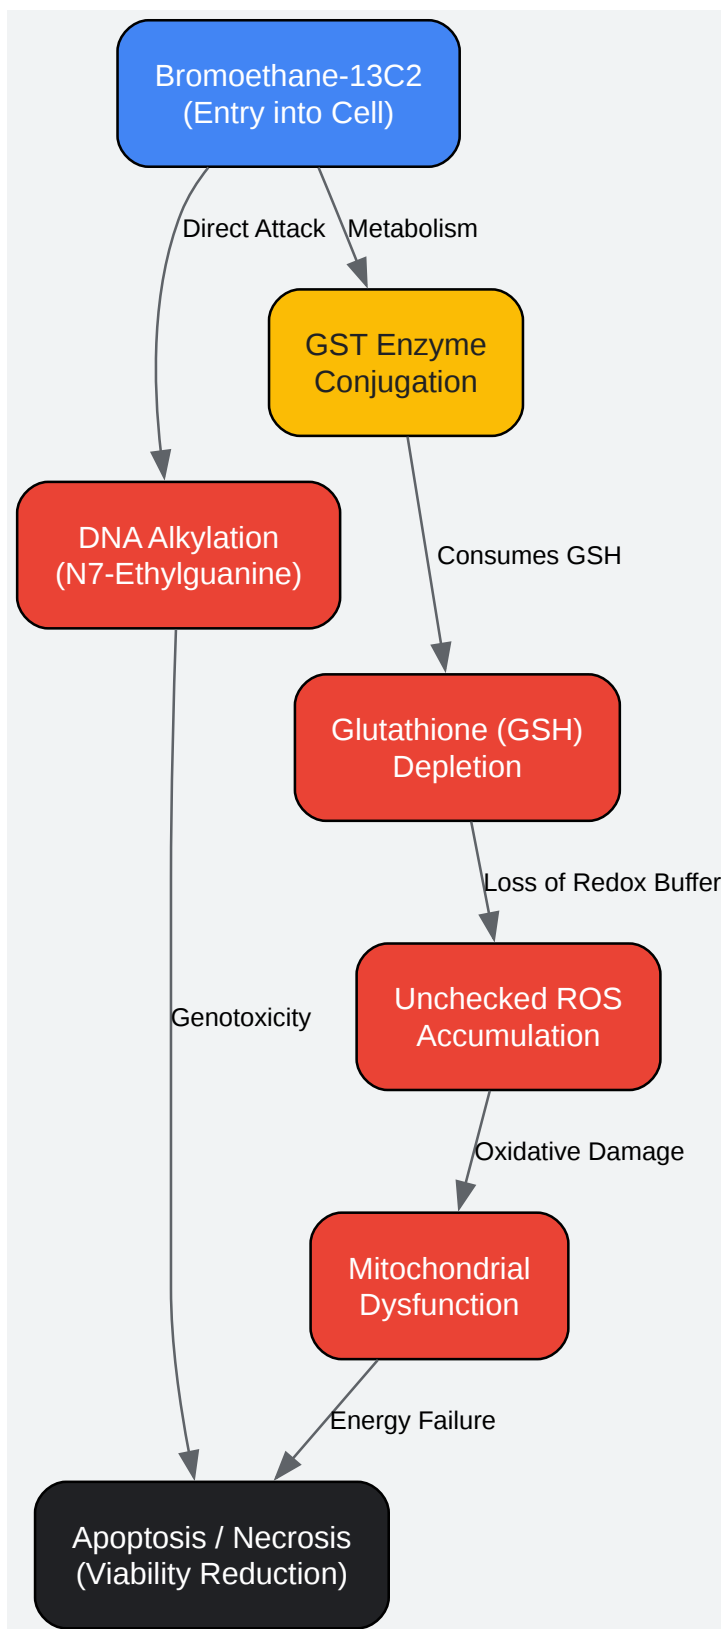 Bromoethane-13C2
(Entry into Cell)
Direct Attack
Metabolism
GST Enzyme
Conjugation
DNA Alkylation
(N7-Ethylguanine)
Consumes GSH
Glutathione (GSH)
Depletion
Loss of Redox Buffer
Unchecked ROS
Accumulation
Genotoxicity
Oxidative Damage
Mitochondrial
Dysfunction
Energy Failure
Apoptosis / Necrosis
(Viability Reduction)